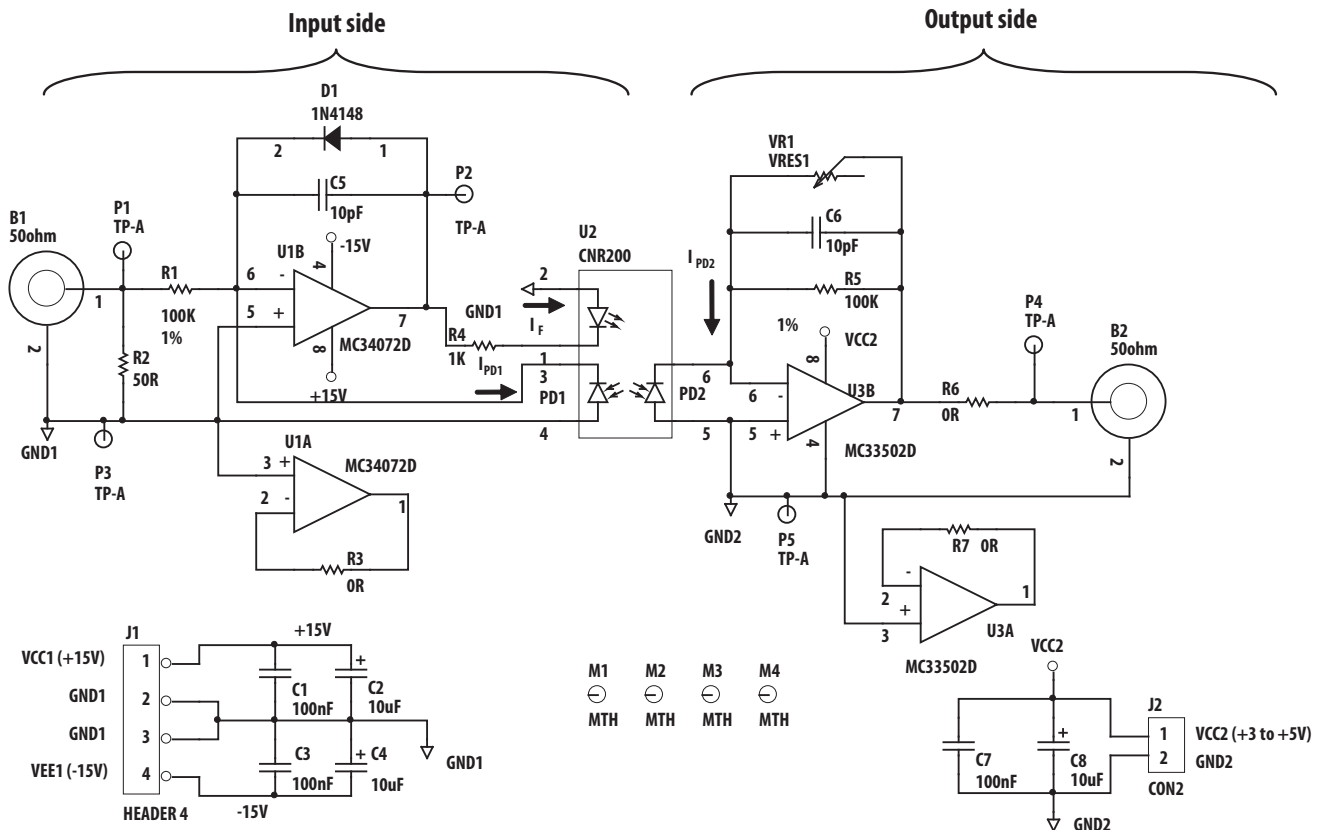 Input side
Output side
D1
1N4148
2
1
C5
10pF
P2
TP-A
B1
50ohm
P1
TP-A
1
2
R1
100K
1%
R2
50R
U1B
-15V
4
6
-
5
+
7
8
MC34072D
+15V
GND1
P3
TP-A
U1A
MC34072D
3
+
2
-
1
R3
0R
U2
CNR200
2
GND1
I F
R4
1K
I PD1
1
3
PD1
4
PD2
6
5
I PD2
VR1
VRES1
C6
10pF
R5
100K
1%
VCC2
8
U3B
6
-
5
+
7
4
MC33502D
R6
0R
P4
TP-A
B2
50ohm
1
2
GND2
P5
TP-A
R7
0R
-
2
+
3
1
U3A
MC33502D
J1
VCC1 (+15V)
1
GND1
2
GND1
3
VEE1 (-15V)
4
HEADER 4
+15V
C1
100nF
+
C2
10uF
C3
100nF
+
C4
10uF
-15V
GND1
M1
MTH
M2
MTH
M3
MTH
M4
MTH
VCC2
C7
100nF
+
C8
10uF
GND2
J2
1
VCC2 (+3 to +5V)
2
GND2
CON2